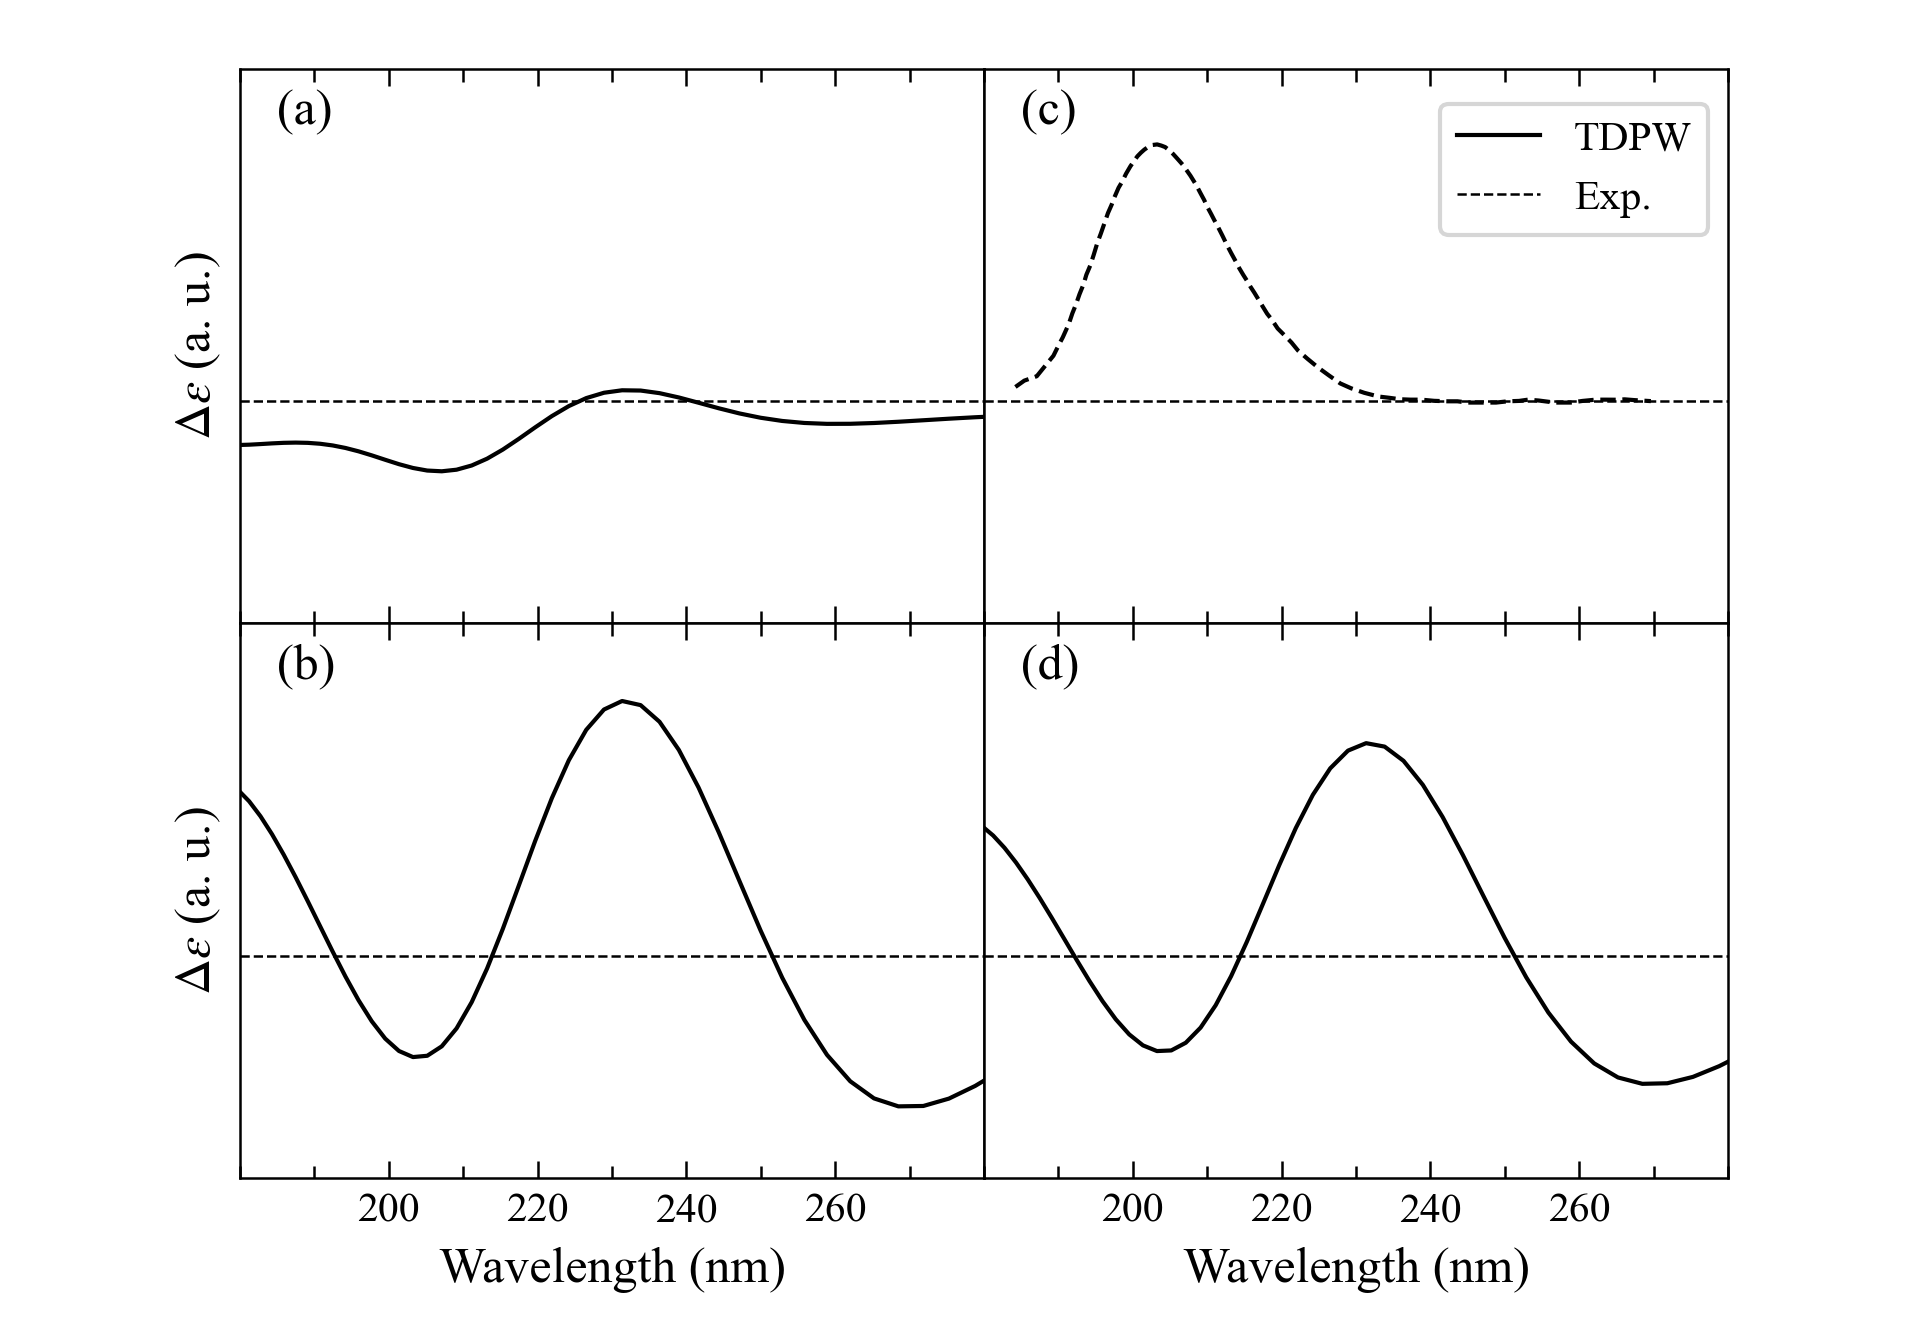 (a)
(c)
TDPW
Exp.
Δε (a. u.)
(b)
(d)
Δε (a. u.)
200 220 240 260
200 220 240 260
Wavelength (nm)
Wavelength (nm)